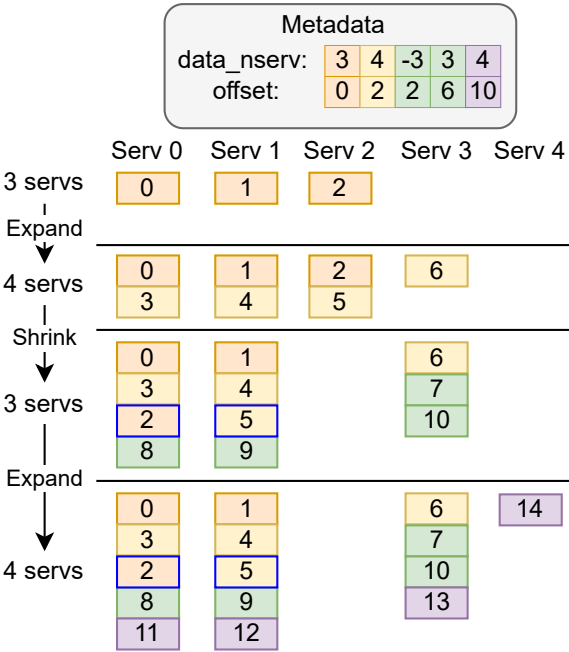 Metadata
data_nserv: 3 4 -3 3 4
offset: 0 2 2 6 10
Serv 0 Serv 1 Serv 2 Serv 3 Serv 4
3 servs 0 1 2
Expand
0 1 2 6
4 servs 3 4 5
Shrink
0 1 6
3 4 7
3 servs
2 5 10
8 9
Expand
0 1 6 14
3 4 7
4 servs 2 5 10
8 9 13
11 12